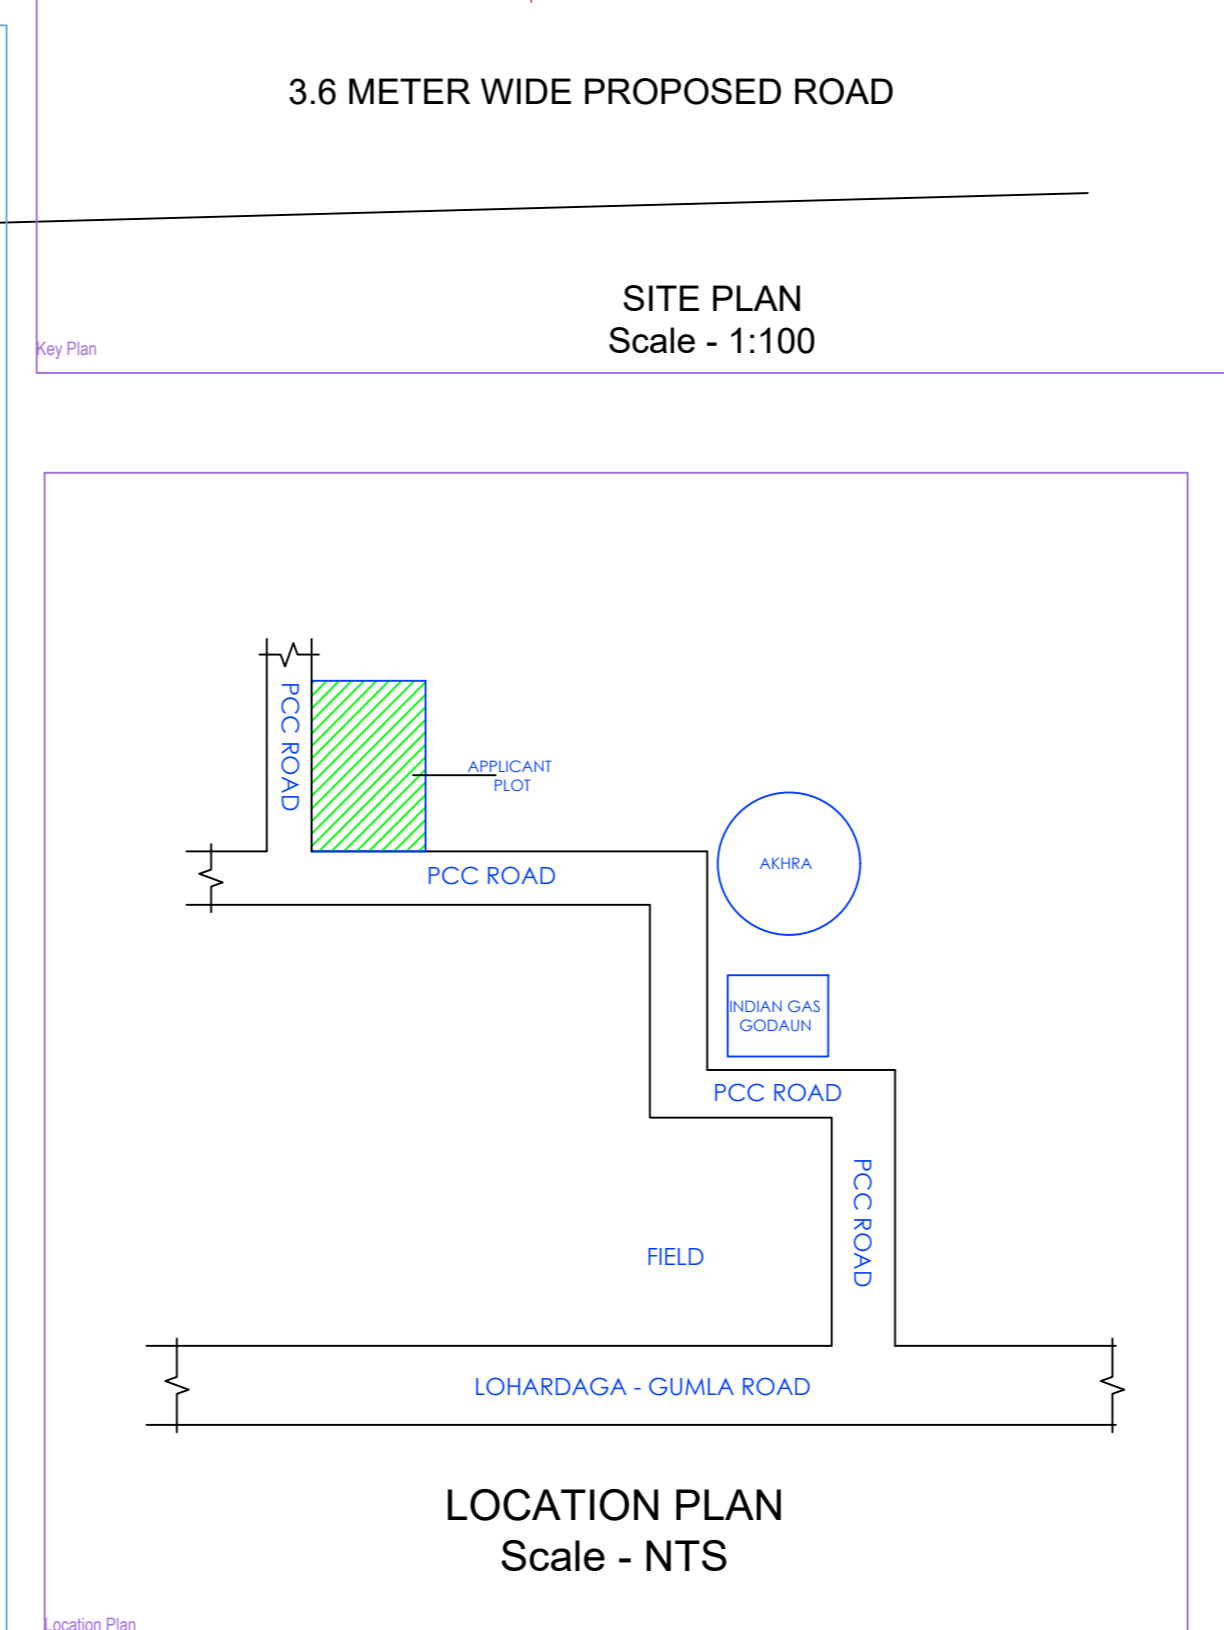 3.6 METER WIDE PROPOSED ROAD
SITE PLAN
Scale - 1:100
Key Plan
PCC ROAD
APPLICANT
PLOT
AKHRA
PCC ROAD
INDIAN GAS
GODAUN
PCC ROAD
PCC ROAD
FIELD
LOHARDAGA - GUMLA ROAD
LOCATION PLAN
Scale - NTS
Location Plan